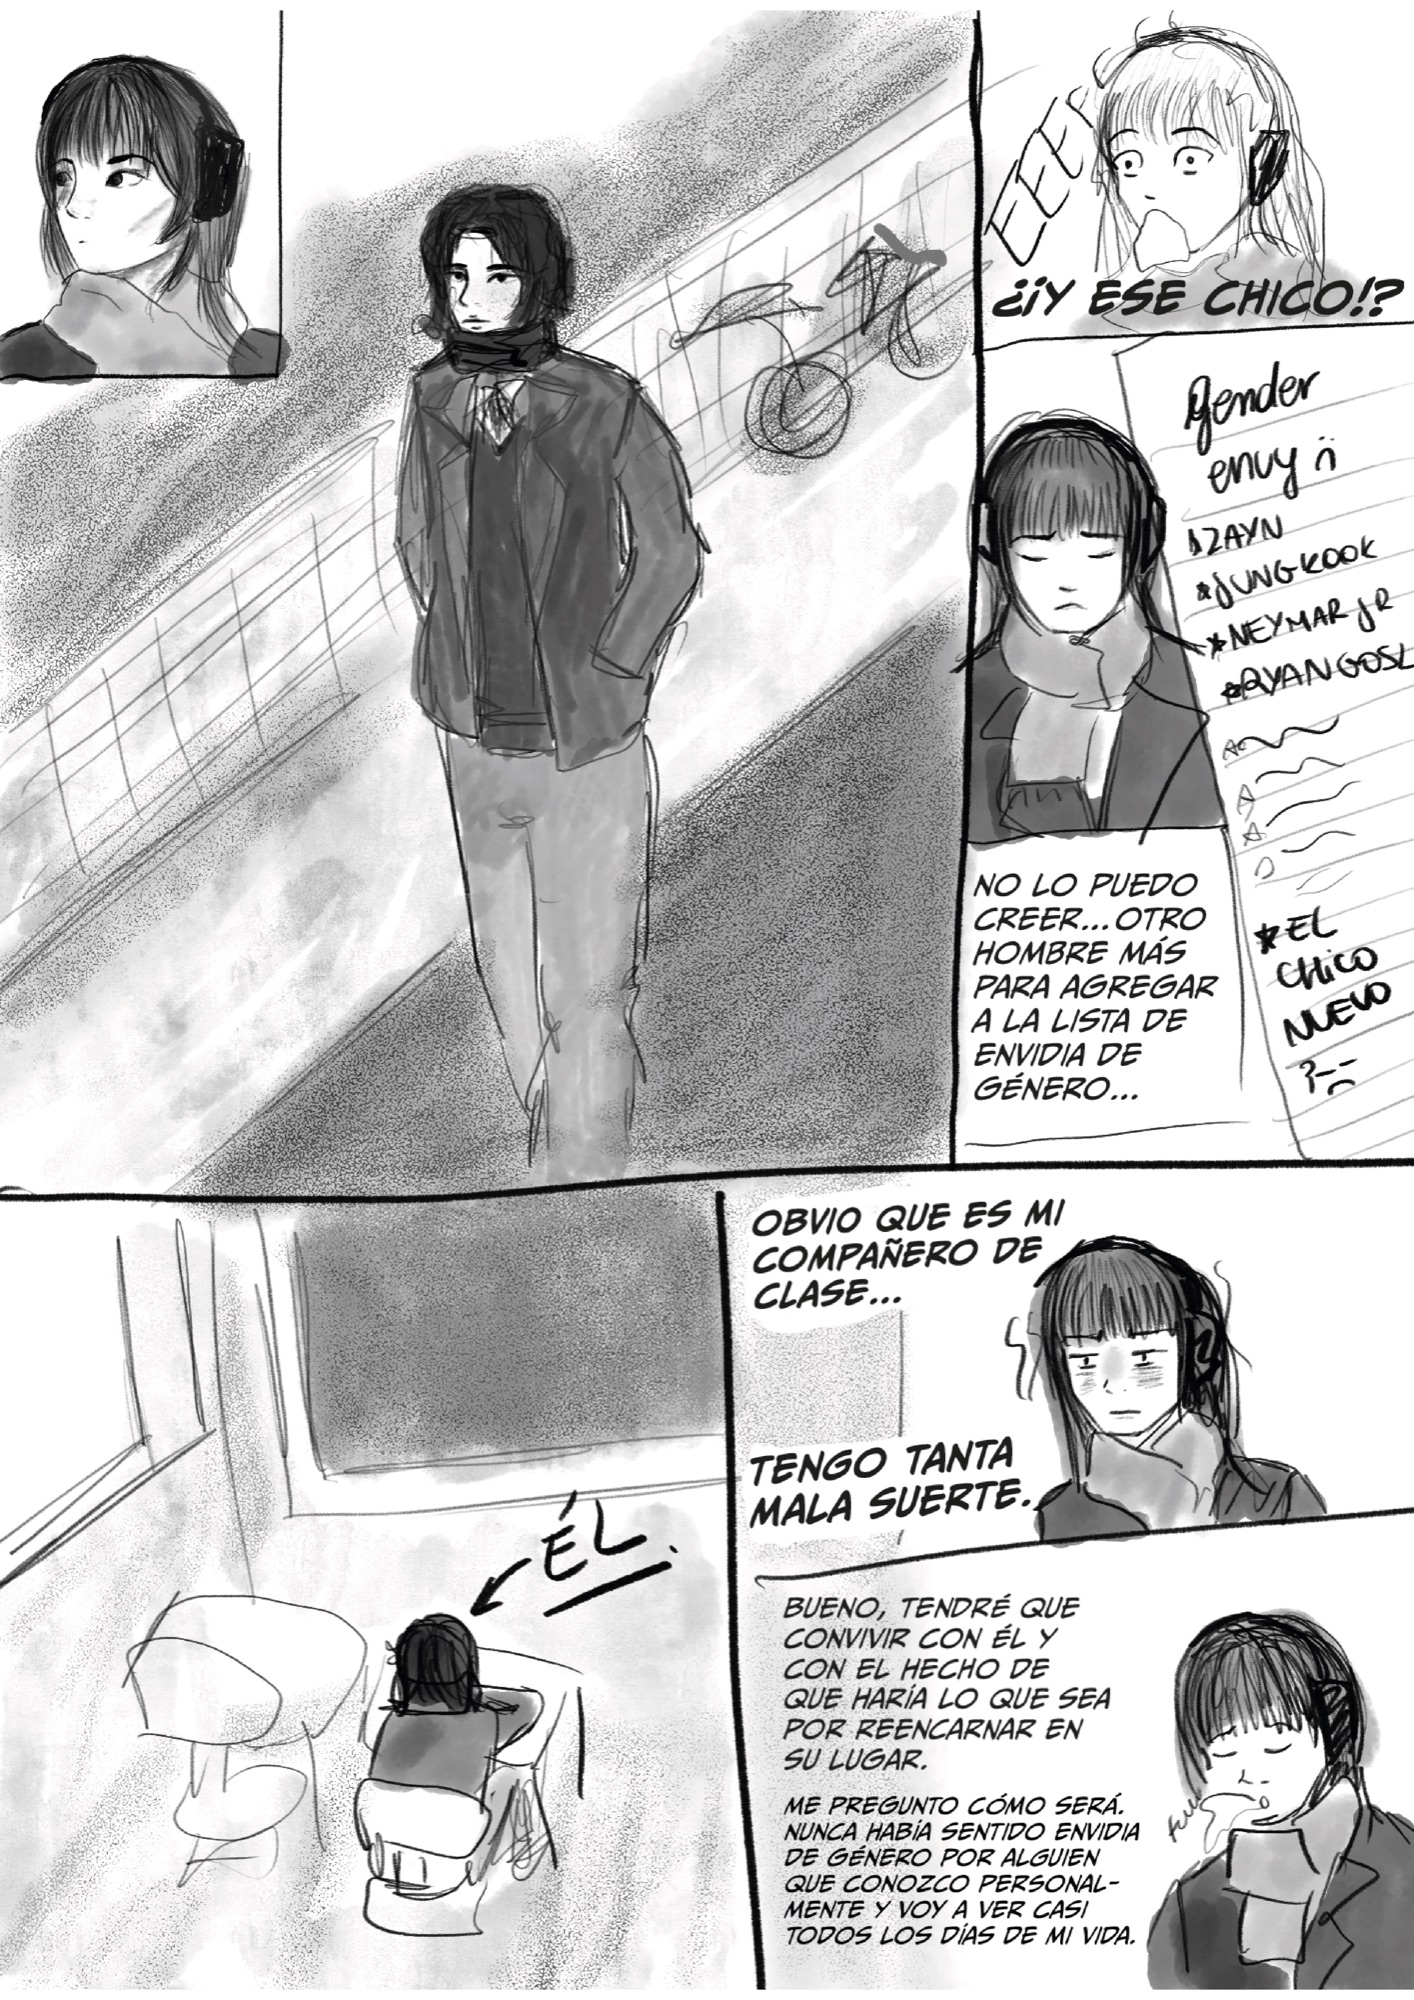 EEEP
¿¡Y ESE CHICO!?
Gender
envy :(
*ZAYN
*JUNGKOOK
*NEYMAR JR
*RYAN GOSL
*EL
CHICO
NUEVO
?
NO LO PUEDO
CREER... OTRO
HOMBRE MÁS
PARA AGREGAR
A LA LISTA DE
ENVIDIA DE
GÉNERO...
ÉL.
OBVIO QUE ES MI
COMPAÑERO DE
CLASE...
TENGO TANTA
MALA SUERTE.
BUENO, TENDRÉ QUE
CONVIVIR CON ÉL Y
CON EL HECHO DE
QUE HARÍA LO QUE SEA
POR REENCARNAR EN
SU LUGAR.
ME PREGUNTO CÓMO SERÁ.
NUNCA HABÍA SENTIDO ENVIDIA
DE GÉNERO POR ALGUIEN
QUE CONOZCO PERSONAL-
MENTE Y VOY A VER CASI
TODOS LOS DÍAS DE MI VIDA.